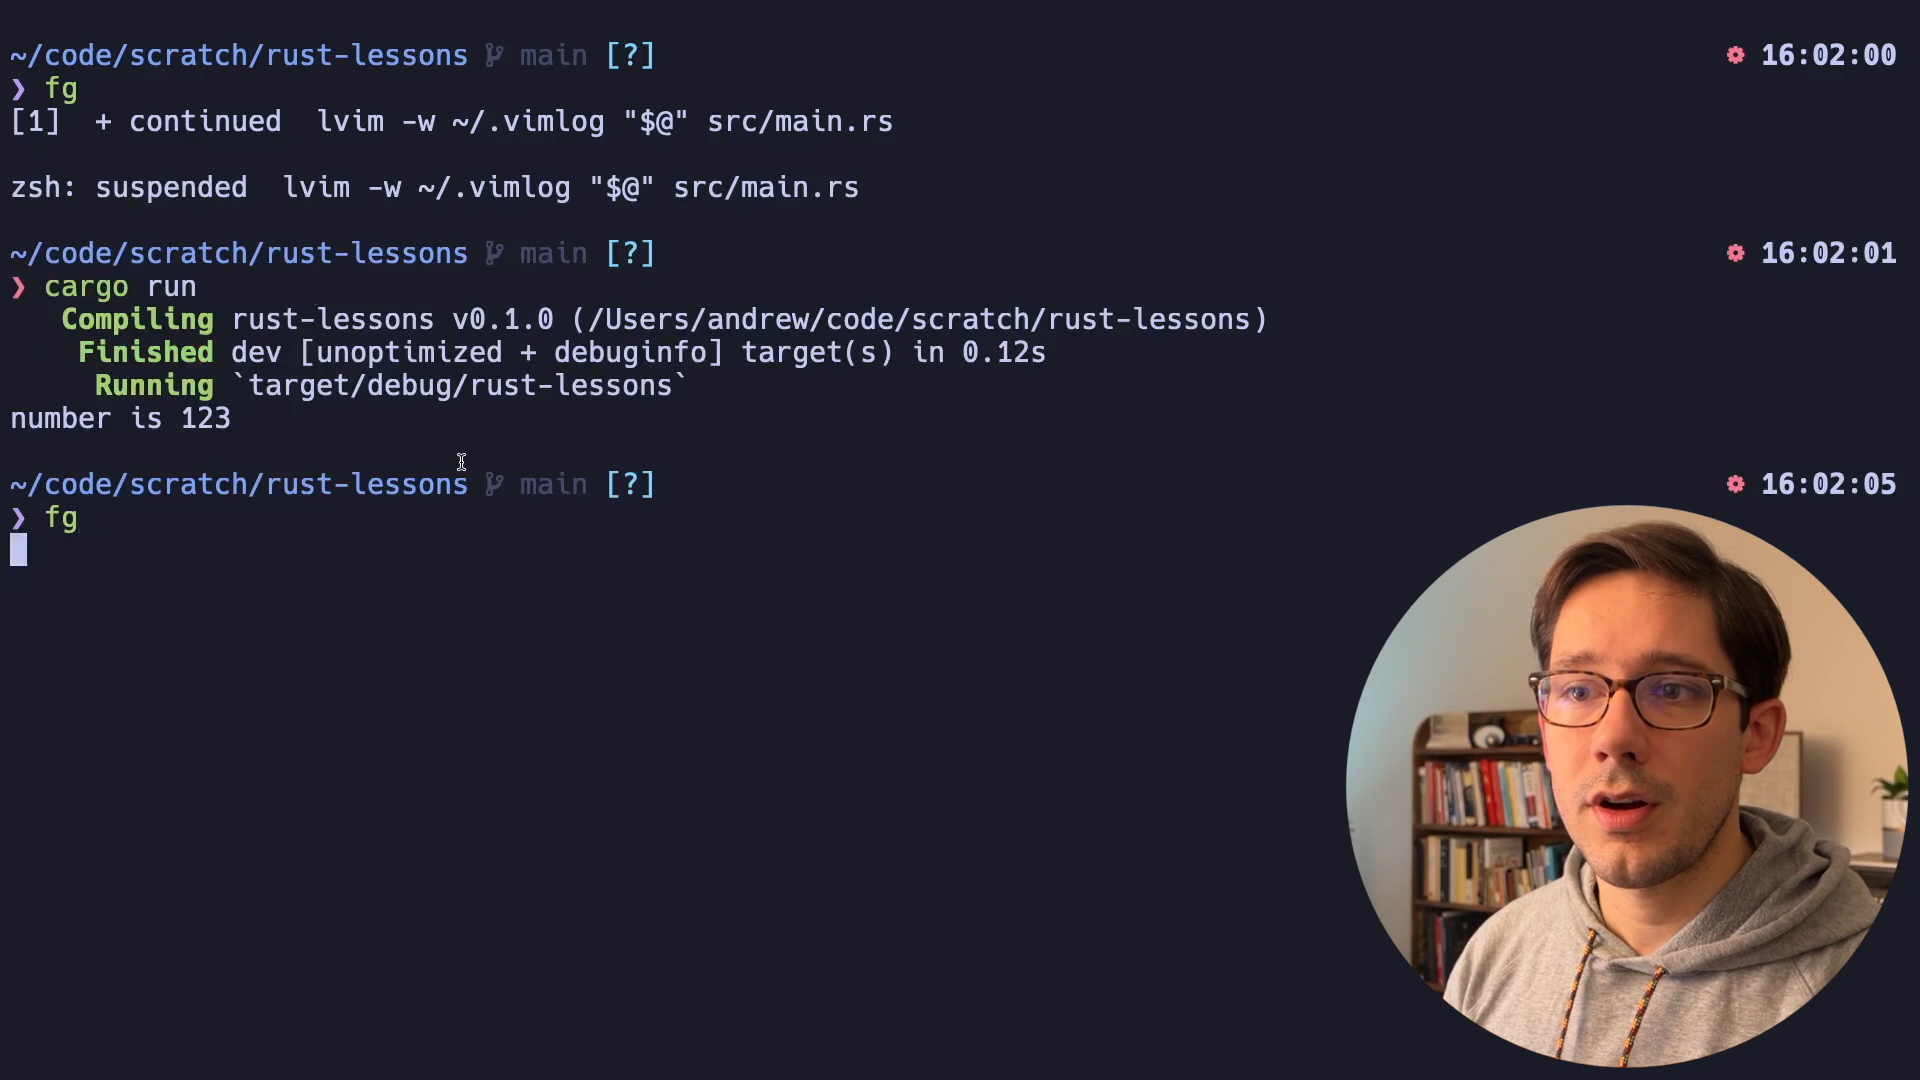 ~/code/scratch/rust-lessons main [?] 16:02:00
❯ fg
[1]  + continued  lvim -w ~/.vimlog "$@" src/main.rs
zsh: suspended  lvim -w ~/.vimlog "$@" src/main.rs
~/code/scratch/rust-lessons main [?] 16:02:01
❯ cargo run
Compiling rust-lessons v0.1.0 (/Users/andrew/code/scratch/rust-lessons)
Finished dev [unoptimized + debuginfo] target(s) in 0.12s
Running `target/debug/rust-lessons`
number is 123
~/code/scratch/rust-lessons main [?] 16:02:05
❯ fg